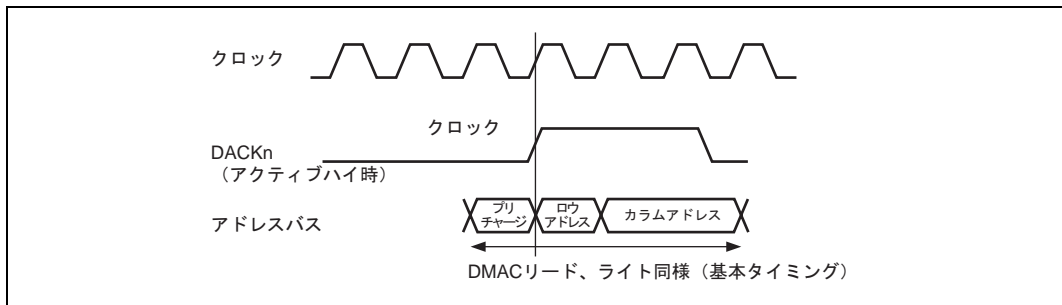 クロック
クロック
DACKn
（アクティブハイ時）
アドレスバス
プリ
チャージ
ロウ
アドレス
カラムアドレス
DMACリード、ライト同様（基本タイミング）